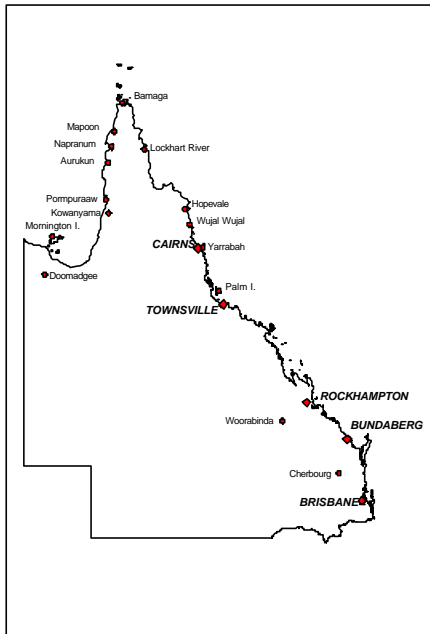 Bamaga
Mapoon
Napranum
Lockhart River
Aurukun
Pormpuraaw
Hopevale
Kowanyama
Wujal Wujal
Mornington I.
CAIRNS
Yarrabah
Doomadgee
Palm I.
TOWNSVILLE
ROCKHAMPTON
Woorabinda
BUNDABERG
Cherbourg
BRISBANE